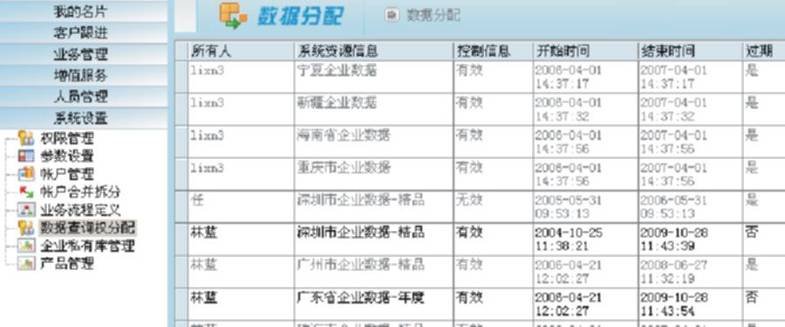 我的名片
客户跟进
业务管理
增值服务
人员管理
系统设置
权限管理
参数设置
帐户管理
帐户合并拆分
业务流程定义
数据查询权分配
企业私有库管理
产品管理
数据分配 数据分配
所有人 系统资源信息 控制信息 开始时间 结束时间 过期
lixm3 宁夏企业数据 有效 2006-04-01 2007-04-01 是
14:37:17 14:37:17
lixm3 新疆企业数据 有效 2006-04-01 2007-04-01 是
14:37:32 14:37:32
lixm3 海南省企业数据 有效 2006-04-01 2007-04-01 是
14:37:56 14:37:56
lixm3 重庆市企业数据 有效 2006-04-01 2007-04-01 是
14:37:56 14:37:56
任 深圳市企业数据-精品 无效 2005-05-31 2006-05-31 是
09:53:13 09:53:13
林蓝 深圳市企业数据-精品 有效 2004-10-25 2009-10-28 否
11:38:21 11:43:39
林蓝 广州市企业数据-精品 有效 2006-04-21 2008-06-27 是
12:02:27 11:32:19
林蓝 广东省企业数据-年度 有效 2006-04-21 2009-10-28 否
12:02:27 11:43:54